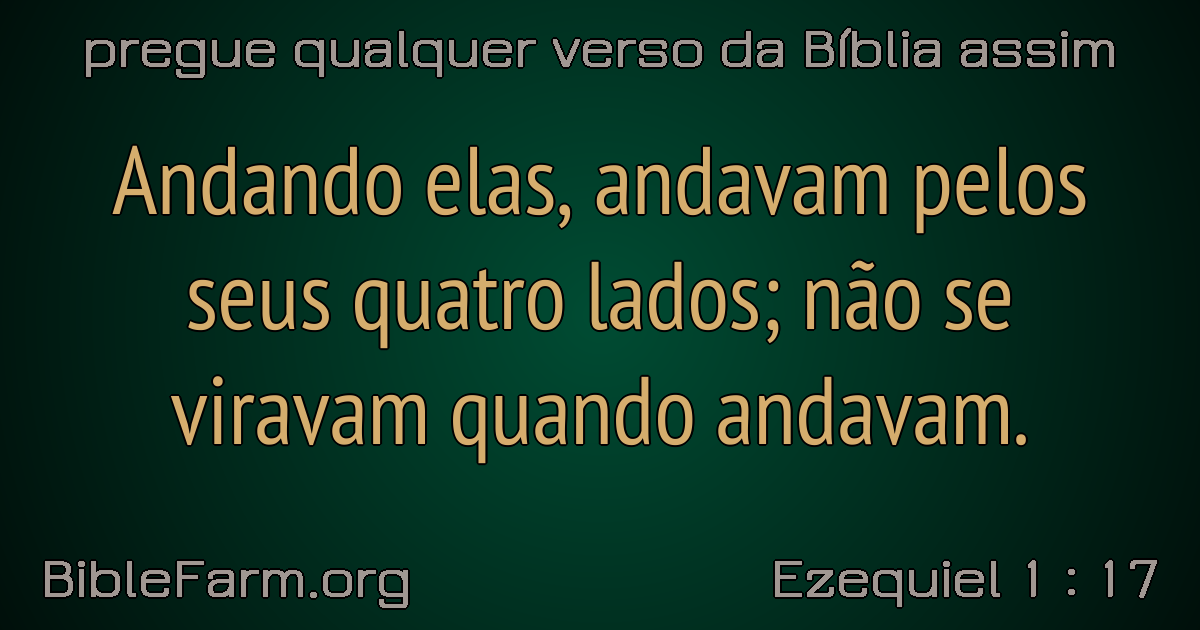 pregue qualquer verso da Bíblia assim
Andando elas, andavam pelos
seus quatro lados; não se
viravam quando andavam.
BibleFarm.org
Ezequiel 1 : 17